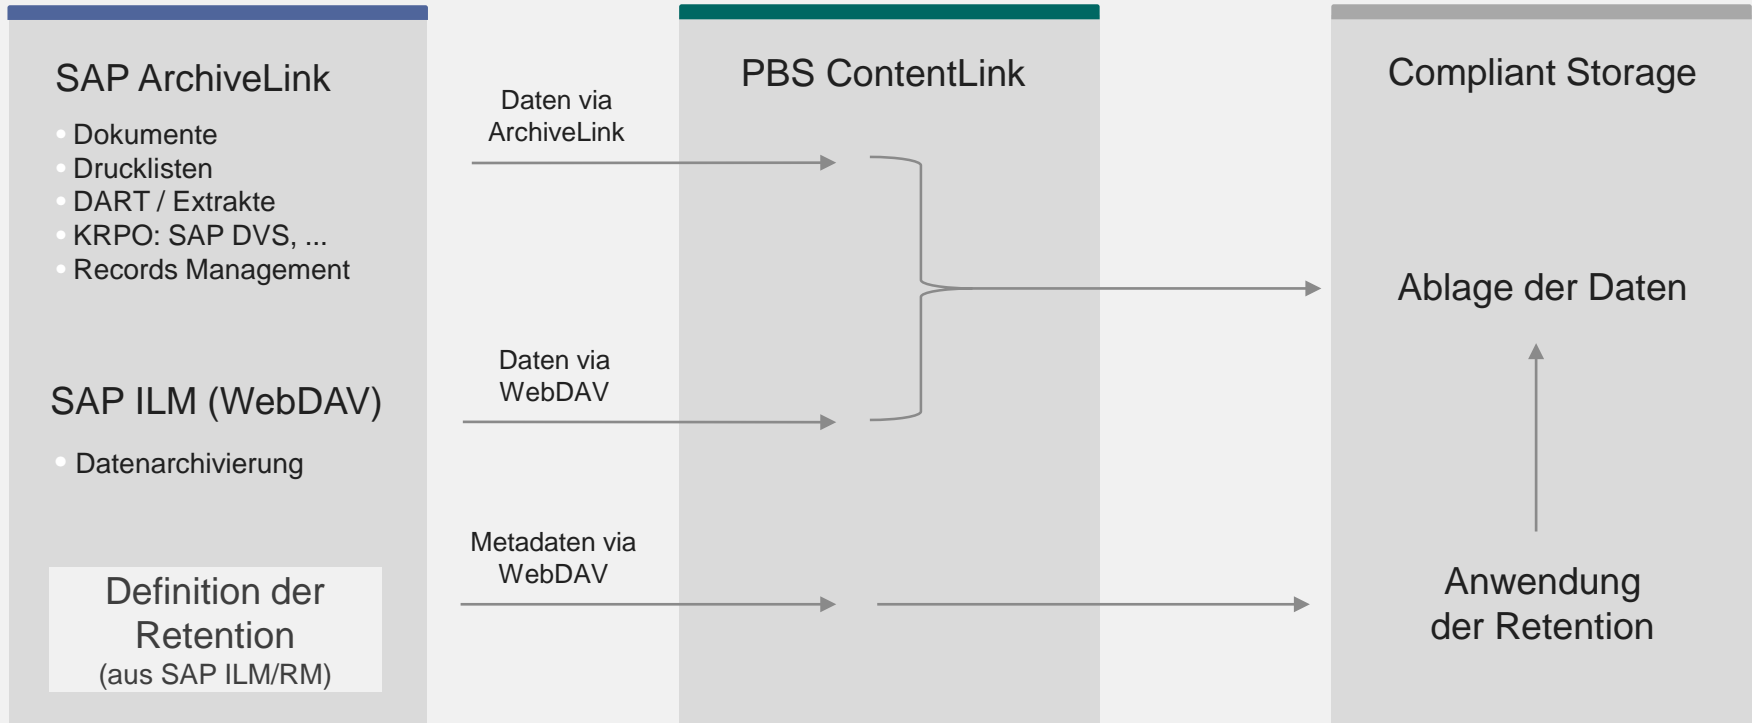 SAP ArchiveLink
• Dokumente
• Drucklisten
• DART / Extrakte
• KRPO: SAP DVS, ...
• Records Management
SAP ILM (WebDAV)
• Datenarchivierung
Definition der
Retention
(aus SAP ILM/RM)
Daten via
ArchiveLink
Daten via
WebDAV
Metadaten via
WebDAV
PBS ContentLink
Compliant Storage
Ablage der Daten
Anwendung
der Retention